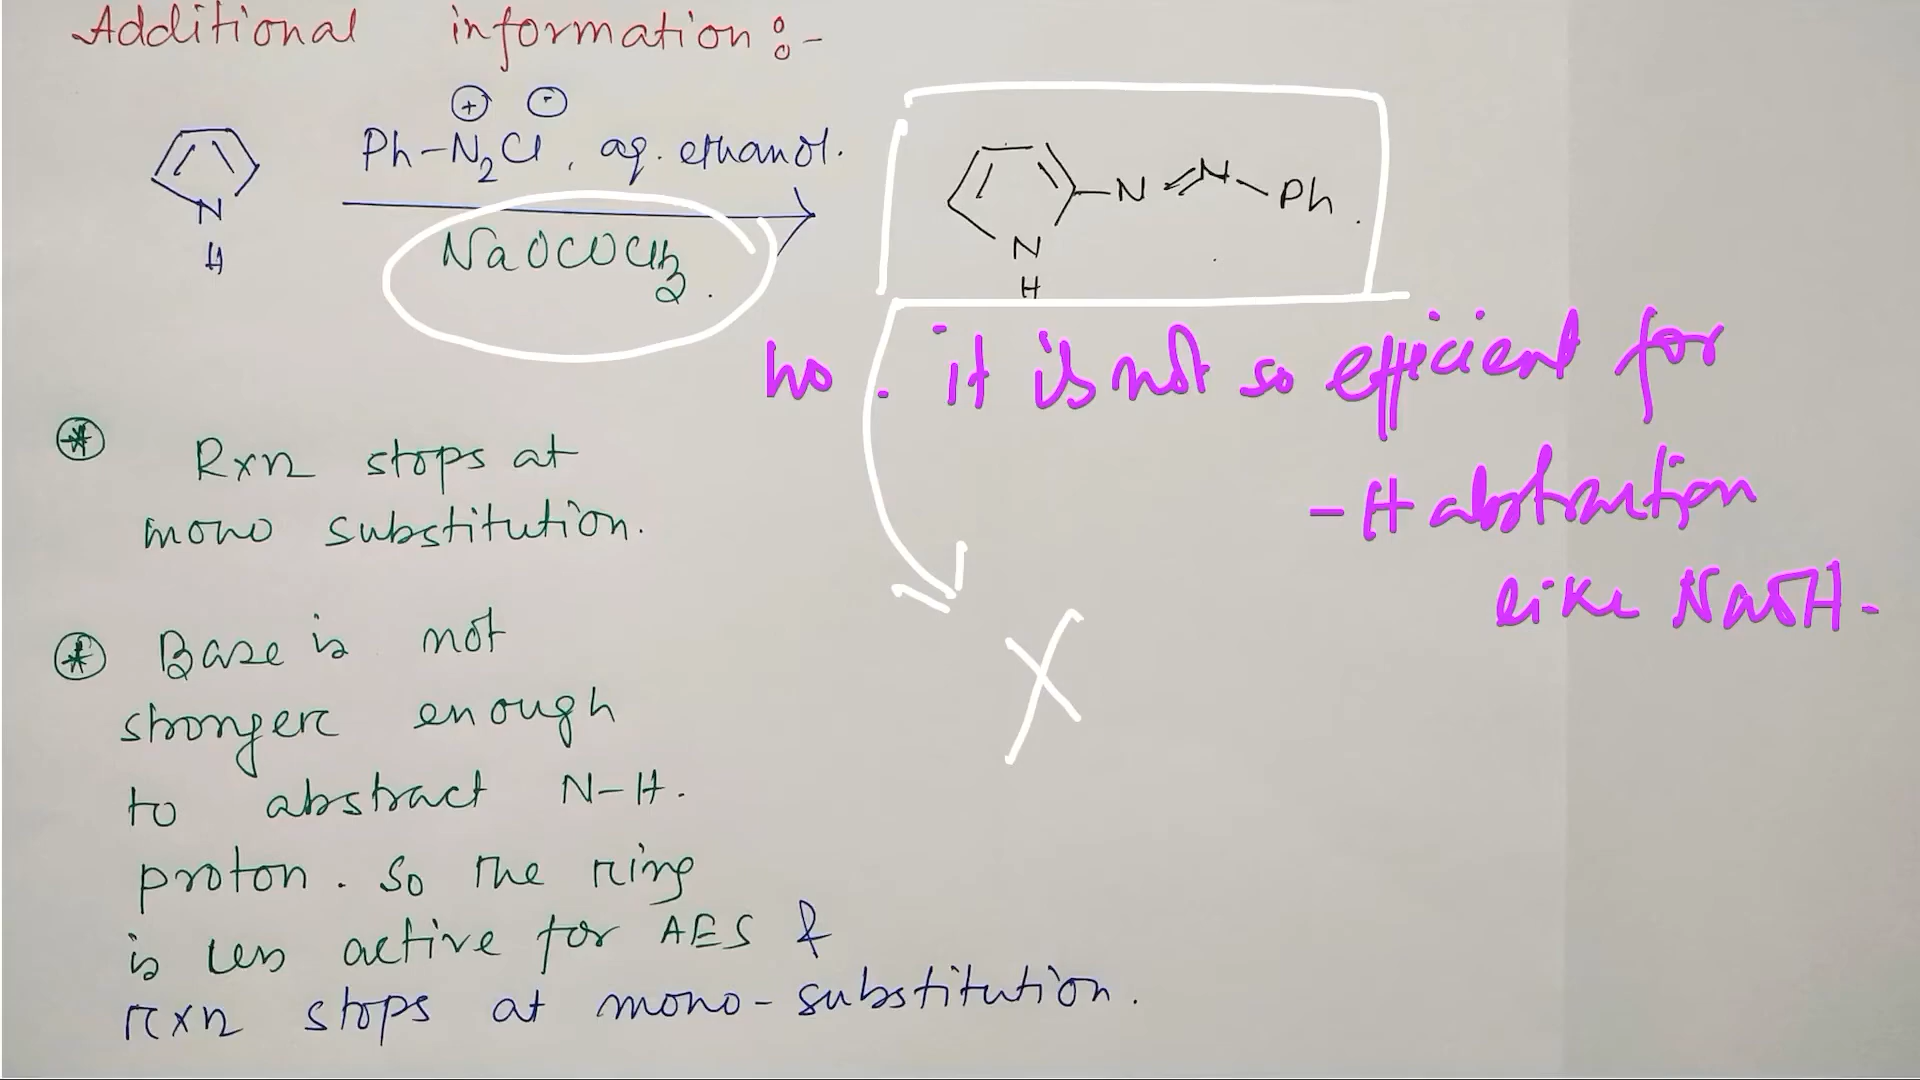 Additional information:-
+ -
Ph-N2Cl, aq. ethanol.
NaOCOCH3.
N
H
N=N-Ph.
N
H
no. it is not so efficient for
-H abstraction
like NaOH.
* Rxn stops at
mono substitution.
* Base is not
stronger enough
to abstract N-H.
proton. So the ring
is less active for AES &
rxn stops at mono-substitution.